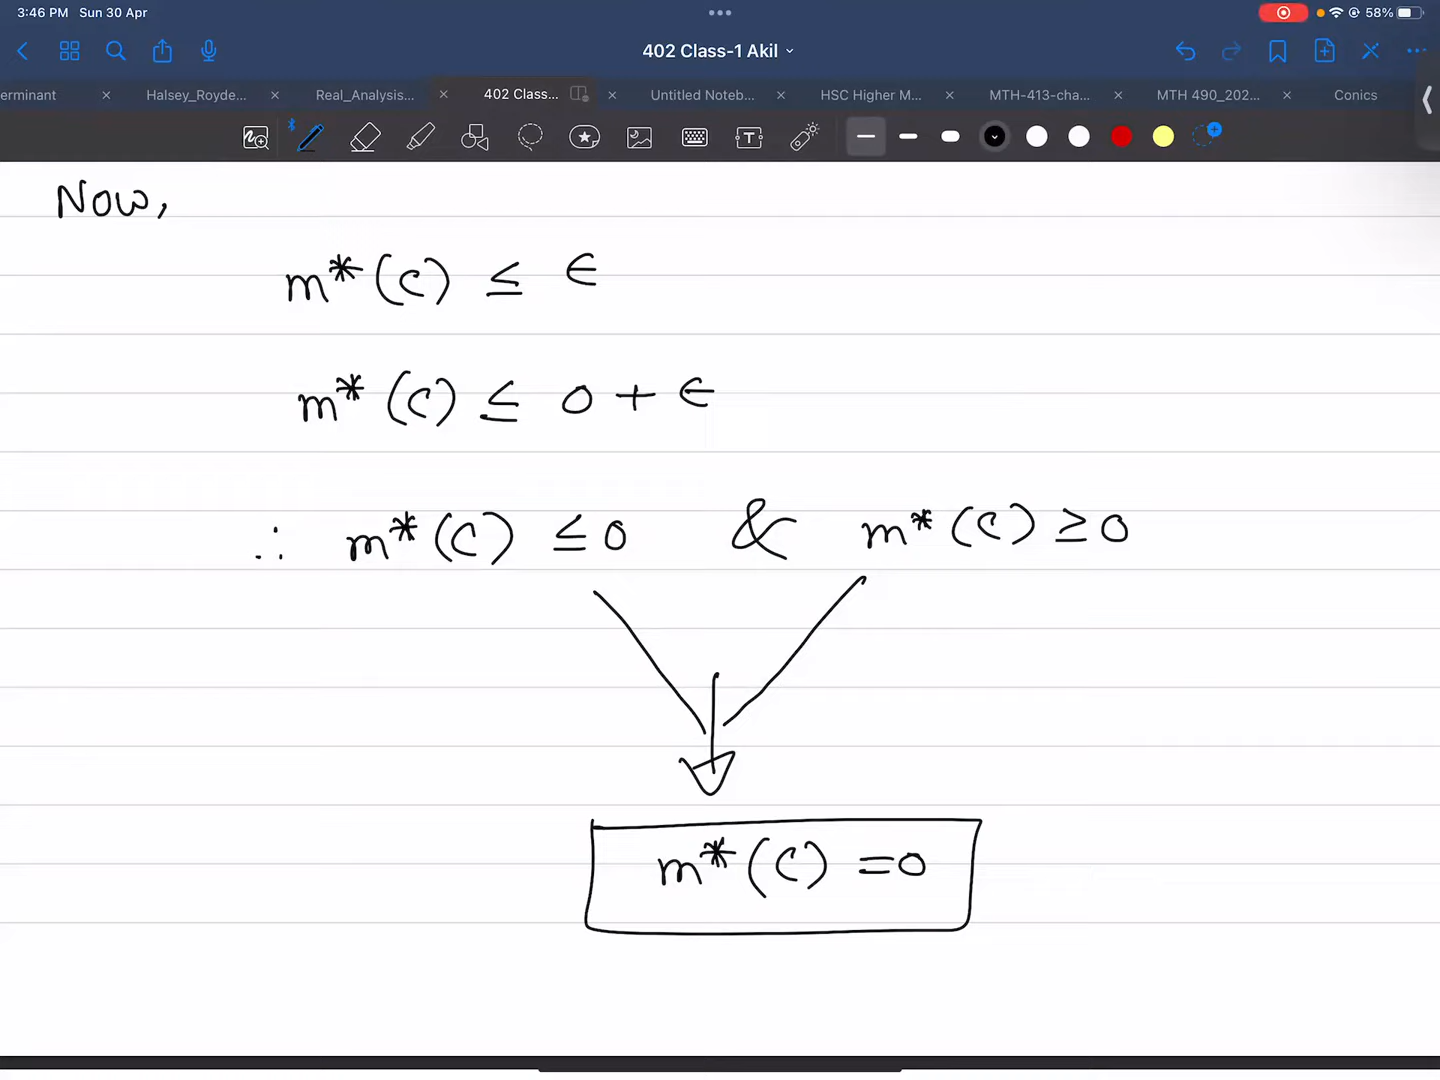 3:46 PM Sun 30 Apr
58%
402 Class-1 Akil
erminant
Halsey_Royde...
Real_Analysis...
402 Class...
Untitled Noteb...
HSC Higher M...
MTH-413-cha...
MTH 490_202...
Conics
Now,
m*(C) ≤ ∈
m*(C) ≤ 0 + ∈
∴ m*(C) ≤ 0 & m*(C) ≥ 0
m*(C) = 0